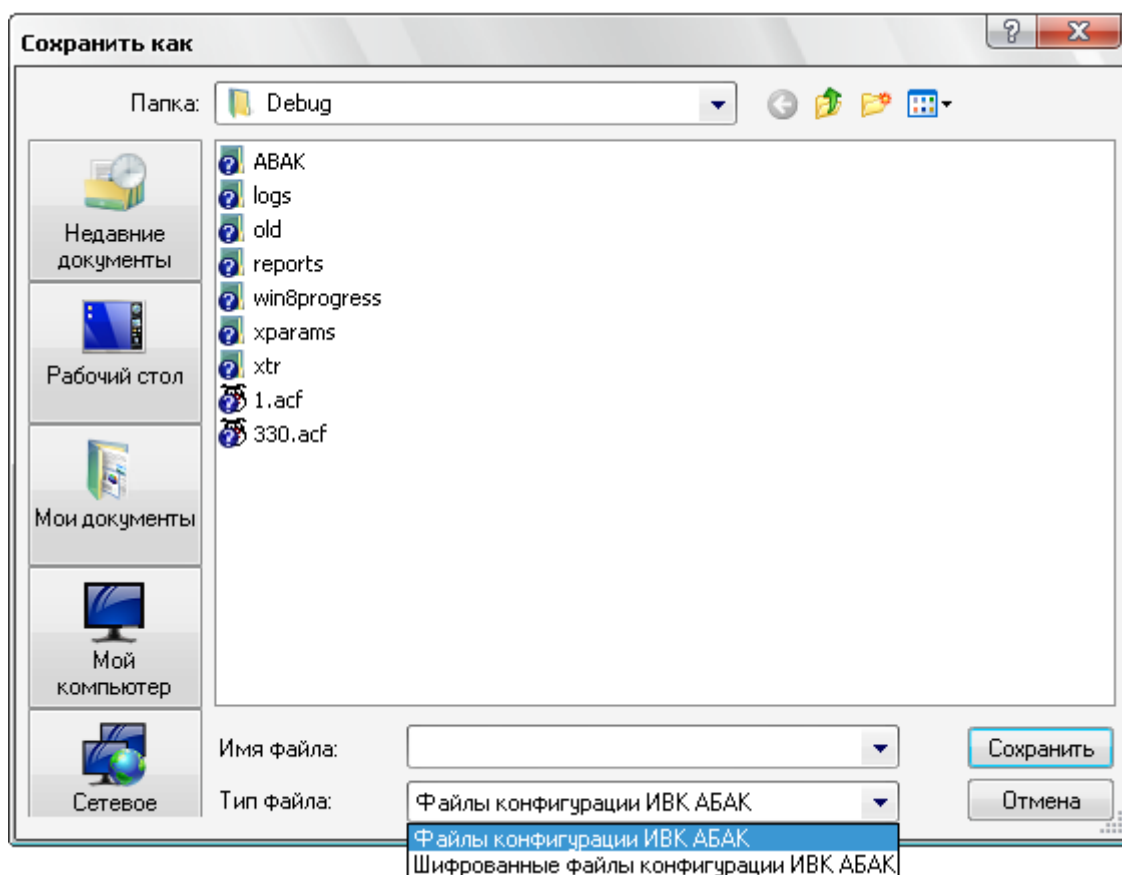 Сохранить как
Папка: Debug
ABAK
logs
old
reports
win8progress
xparams
xtr
1.acf
330.acf
Недавние
документы
Рабочий стол
Мои документы
Мой
компьютер
Сетевое
Имя файла:
Сохранить
Тип файла: Файлы конфигурации ИВК АБАК
Отмена
Файлы конфигурации ИВК АБАК
Шифрованные файлы конфигурации ИВК АБАК